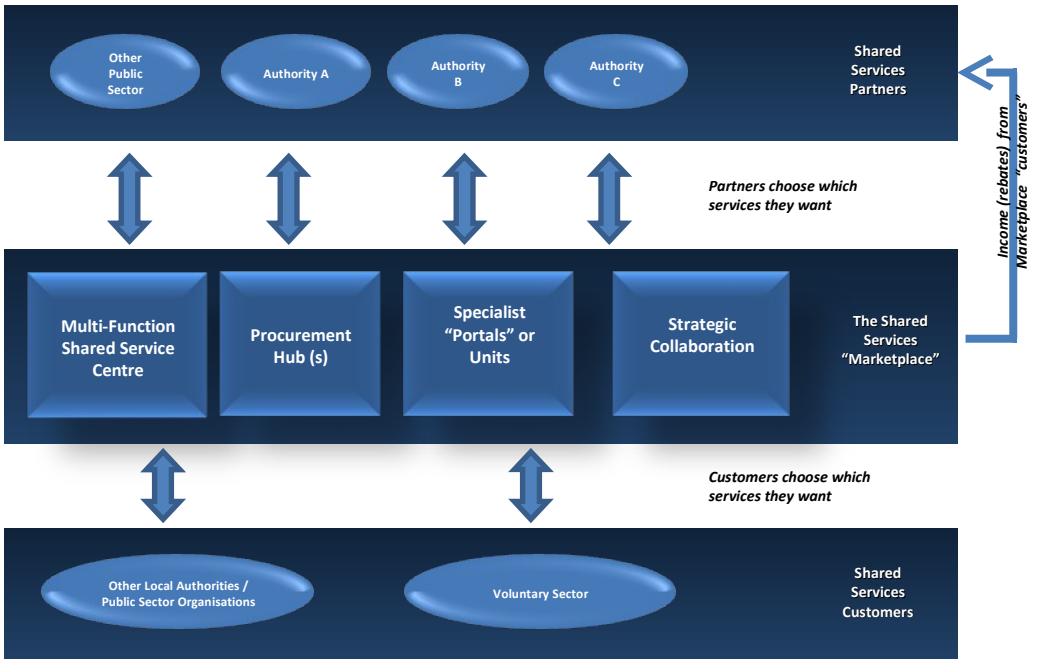 Other
Public
Sector
Authority A
Authority
B
Authority
C
Shared
Services
Partners
Partners choose which
services they want
Income (rebates) from
Marketplace "customers"
Multi-Function
Shared Service
Centre
Procurement
Hub (s)
Specialist
“Portals” or
Units
Strategic
Collaboration
The Shared
Services
“Marketplace”
Customers choose which
services they want
Other Local Authorities /
Public Sector Organisations
Voluntary Sector
Shared
Services
Customers